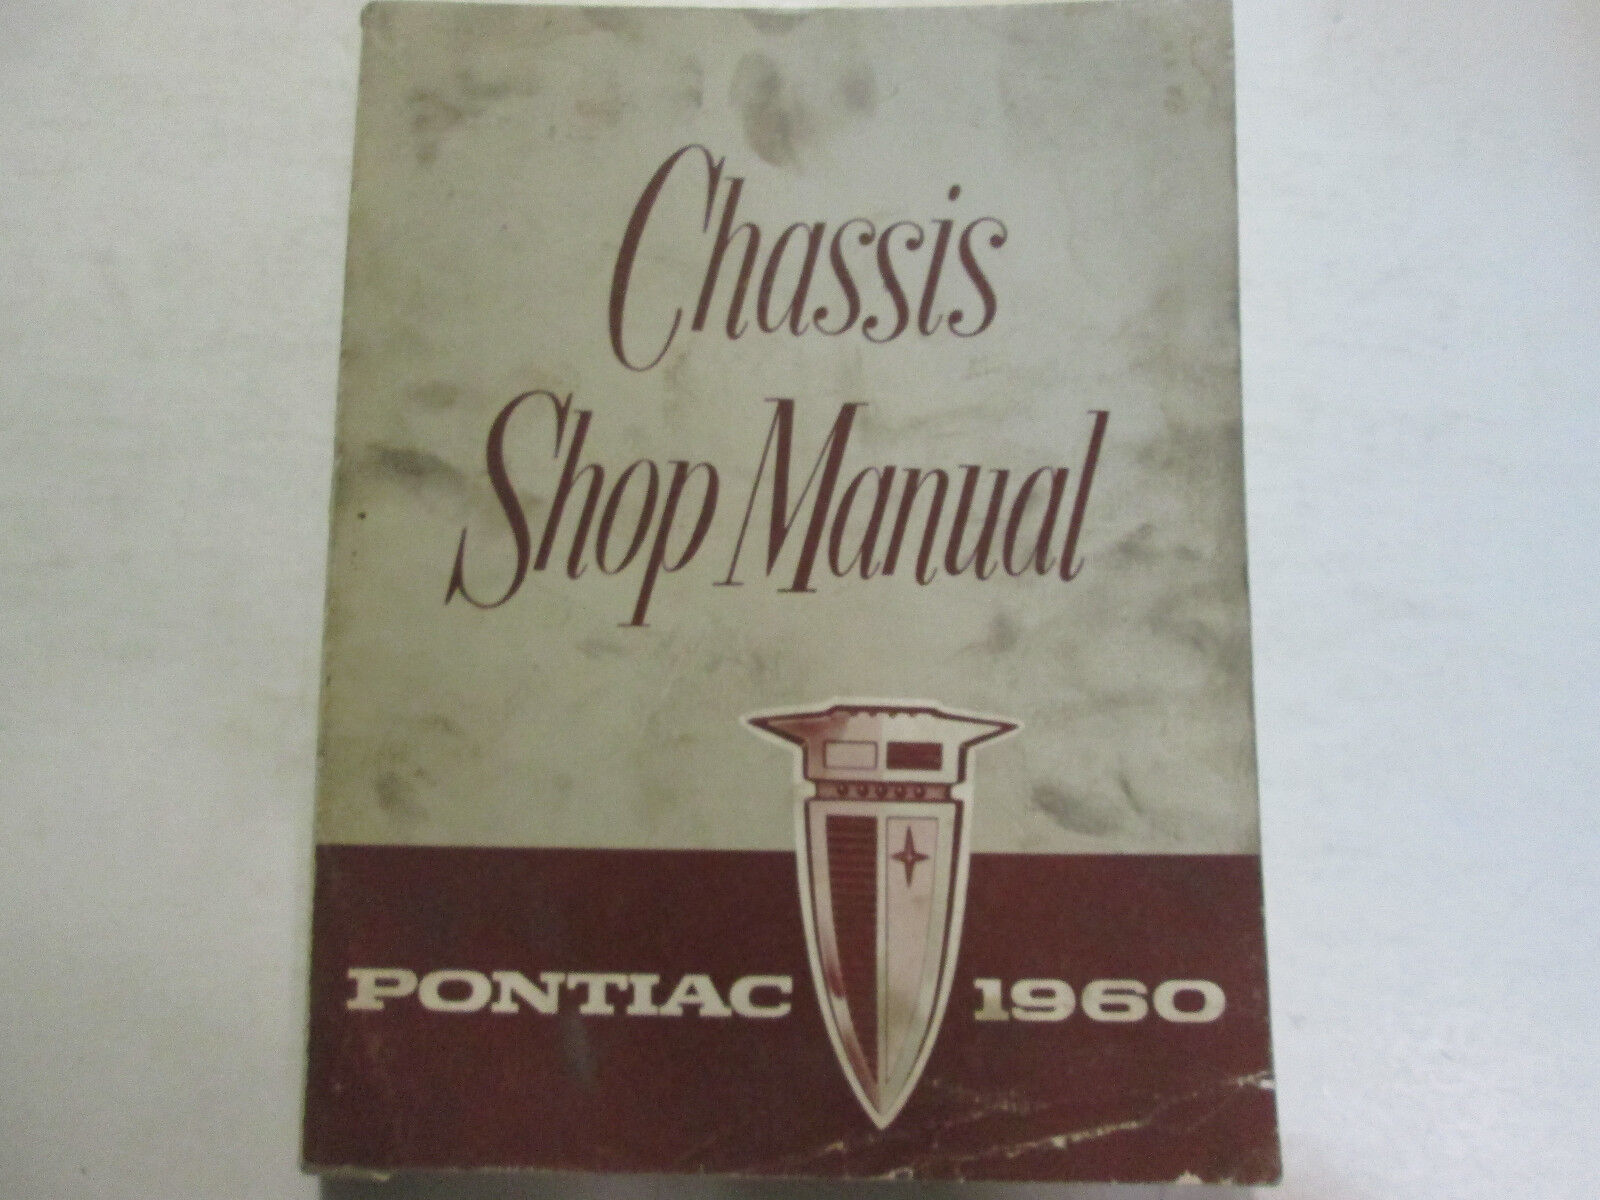 Chassis
Shop Manual
PONTIAC 1960